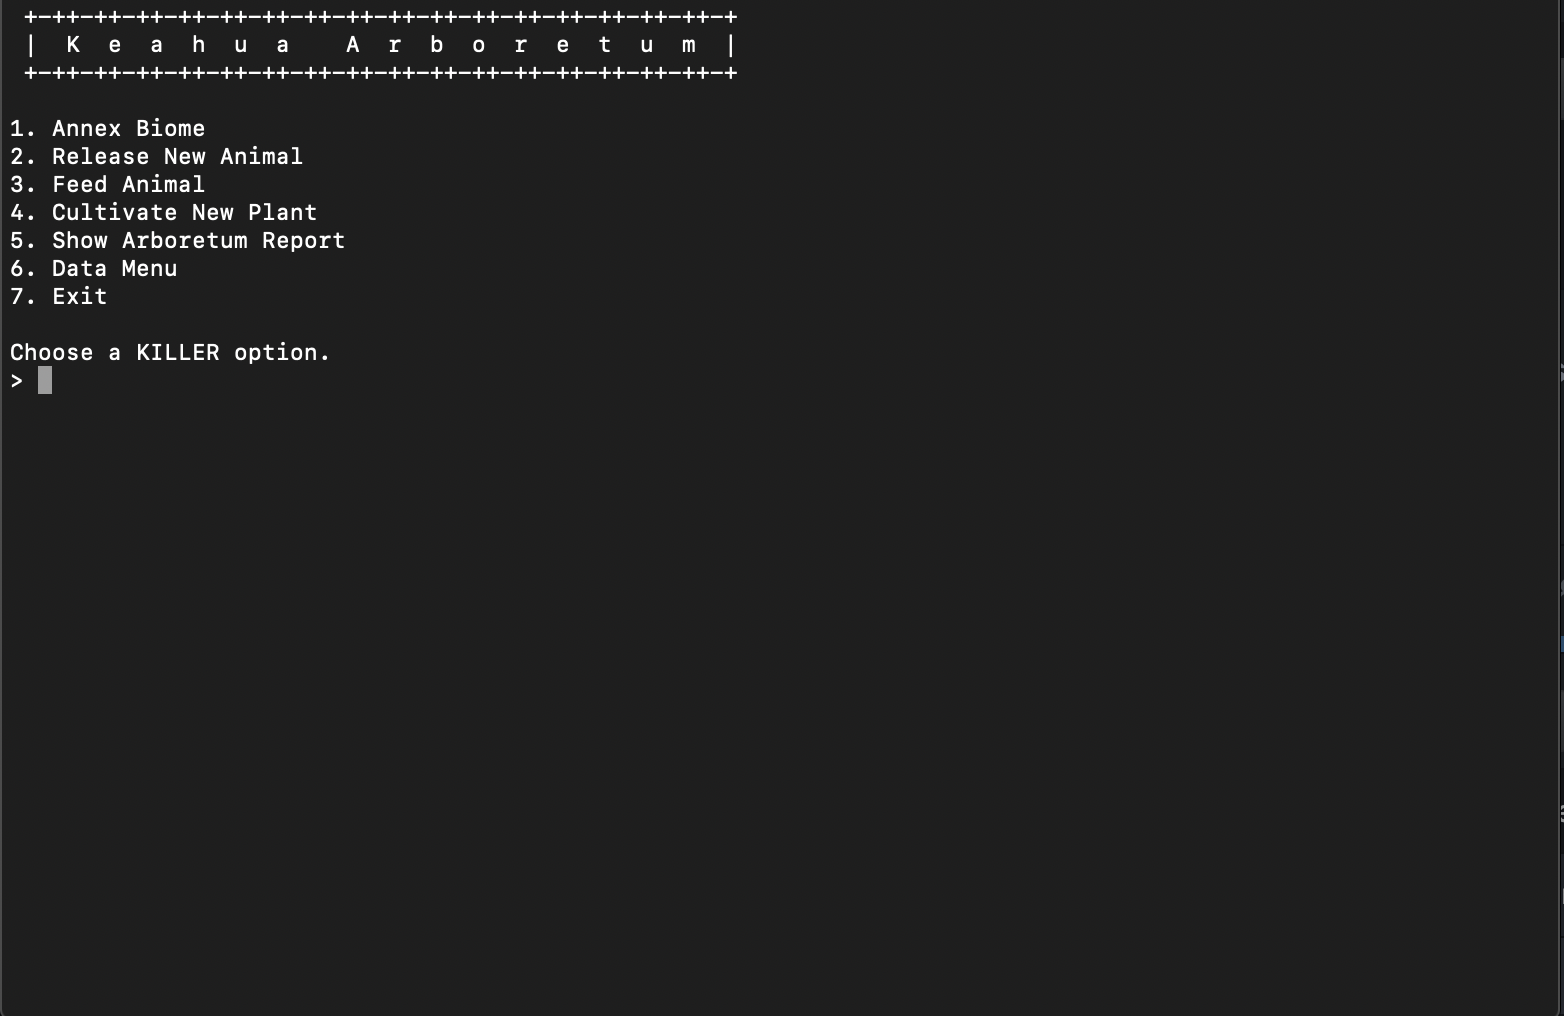 +-++-++-++-++-++-++-++-++-++-++-++-++-++-++-++-++-+
|  K  e  a  h  u  a    A  r  b  o  r  e  t  u  m  |
+-++-++-++-++-++-++-++-++-++-++-++-++-++-++-++-++-+
1. Annex Biome
2. Release New Animal
3. Feed Animal
4. Cultivate New Plant
5. Show Arboretum Report
6. Data Menu
7. Exit
Choose a KILLER option.
>